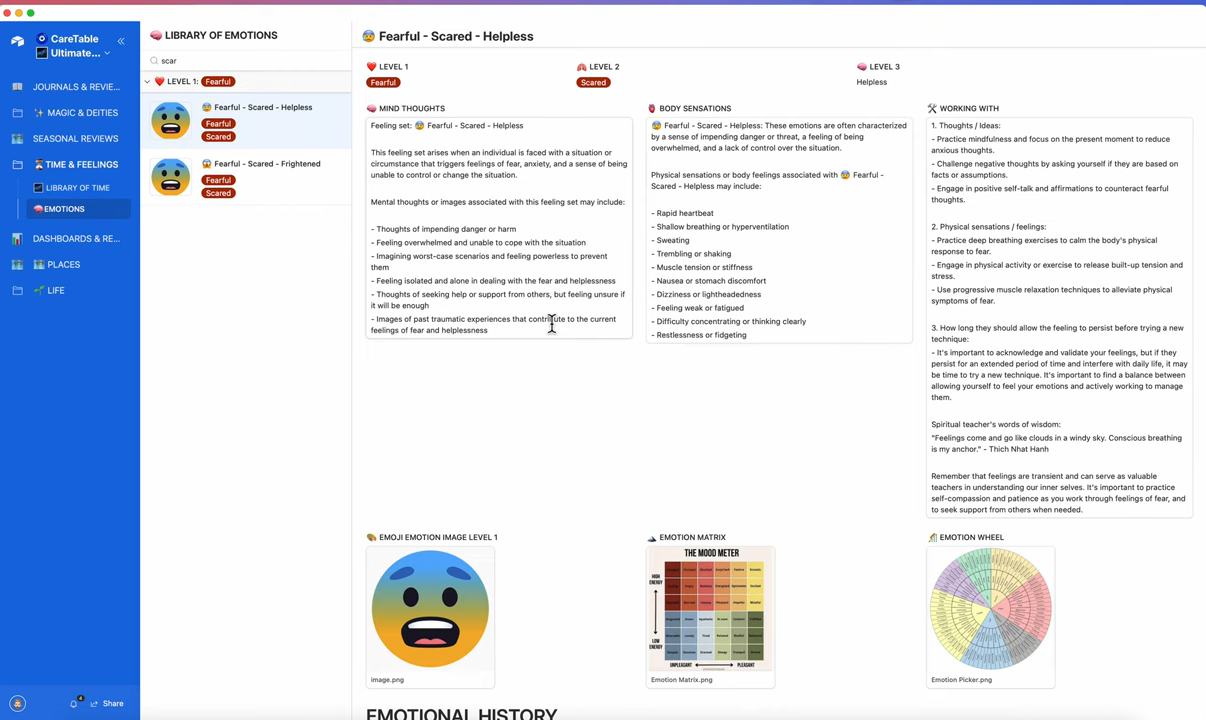 CareTable
Ultimate...
JOURNALS & REVIE...
MAGIC & DEITIES
SEASONAL REVIEWS
TIME & FEELINGS
LIBRARY OF TIME
EMOTIONS
DASHBOARDS & RE...
PLACES
LIFE
4
Share
LIBRARY OF EMOTIONS
scar
LEVEL 1: Fearful
Fearful - Scared - Helpless
Fearful
Scared
Fearful - Scared - Frightened
Fearful
Scared
Fearful - Scared - Helpless
LEVEL 1
Fearful
LEVEL 2
Scared
LEVEL 3
Helpless
MIND THOUGHTS
Feeling set: Fearful - Scared - Helpless
This feeling set arises when an individual is faced with a situation or
circumstance that triggers feelings of fear, anxiety, and a sense of being
unable to control or change the situation.
Mental thoughts or images associated with this feeling set may include:
- Thoughts of impending danger or harm
- Feeling overwhelmed and unable to cope with the situation
- Imagining worst-case scenarios and feeling powerless to prevent
them
- Feeling isolated and alone in dealing with the fear and helplessness
- Thoughts of seeking help or support from others, but feeling unsure if
it will be enough
- Images of past traumatic experiences that contribute to the current
feelings of fear and helplessness
BODY SENSATIONS
Fearful - Scared - Helpless: These emotions are often characterized
by a sense of impending danger or threat, a feeling of being
overwhelmed, and a lack of control over the situation.
Physical sensations or body feelings associated with Fearful -
Scared - Helpless may include:
- Rapid heartbeat
- Shallow breathing or hyperventilation
- Sweating
- Trembling or shaking
- Muscle tension or stiffness
- Nausea or stomach discomfort
- Dizziness or lightheadedness
- Feeling weak or fatigued
- Difficulty concentrating or thinking clearly
- Restlessness or fidgeting
WORKING WITH
1. Thoughts / Ideas:
- Practice mindfulness and focus on the present moment to reduce
anxious thoughts.
- Challenge negative thoughts by asking yourself if they are based on
facts or assumptions.
- Engage in positive self-talk and affirmations to counteract fearful
thoughts.
2. Physical sensations / feelings:
- Practice deep breathing exercises to calm the body's physical
response to fear.
- Engage in physical activity or exercise to release built-up tension and
stress.
- Use progressive muscle relaxation techniques to alleviate physical
symptoms of fear.
3. How long they should allow the feeling to persist before trying a new
technique:
- It's important to acknowledge and validate your feelings, but if they
persist for an extended period of time and interfere with daily life, it may
be time to try a new technique. It's important to find a balance between
allowing yourself to feel your emotions and actively working to manage
them.
Spiritual teacher's words of wisdom:
"Feelings come and go like clouds in a windy sky. Conscious breathing
is my anchor." - Thich Nhat Hanh
Remember that feelings are transient and can serve as valuable
teachers in understanding our inner selves. It's important to practice
self-compassion and patience as you work through feelings of fear, and
to seek support from others when needed.
EMOJI EMOTION IMAGE LEVEL 1
image.png
EMOTION MATRIX
THE MOOD METER
HIGH
ENERGY
LOW
ENERGY
UNPLEASANT
PLEASANT
Emotion Matrix.png
EMOTION WHEEL
Emotion Picker.png
EMOTIONAL HISTORY